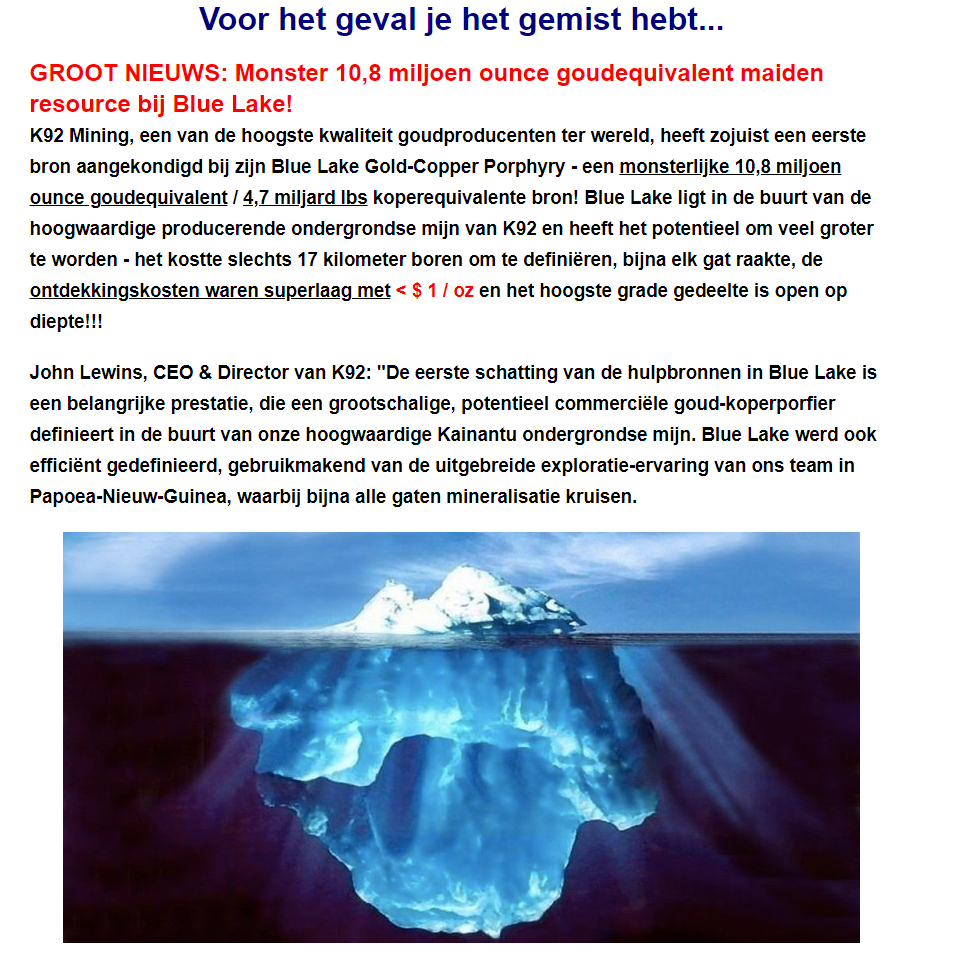 Voor het geval je het gemist hebt...
GROOT NIEUWS: Monster 10,8 miljoen ounce goudequivalent maiden
resource bij Blue Lake!
K92 Mining, een van de hoogste kwaliteit goudproducenten ter wereld, heeft zojuist een eerste
bron aangekondigd bij zijn Blue Lake Gold-Copper Porphyry - een monsterlijke 10,8 miljoen
ounce goudequivalent / 4,7 miljard lbs koperequivalente bron! Blue Lake ligt in de buurt van de
hoogwaardige producerende ondergrondse mijn van K92 en heeft het potentieel om veel groter
te worden - het kostte slechts 17 kilometer boren om te definiëren, bijna elk gat raakte, de
ontdekkingskosten waren superlaag met < $ 1 / oz en het hoogste grade gedeelte is open op
diepte!!!
John Lewins, CEO & Director van K92: "De eerste schatting van de hulpbronnen in Blue Lake is
een belangrijke prestatie, die een grootschalige, potentieel commerciële goud-koperporfier
definieert in de buurt van onze hoogwaardige Kainantu ondergrondse mijn. Blue Lake werd ook
efficiënt gedefinieerd, gebruikmakend van de uitgebreide exploratie-ervaring van ons team in
Papoea-Nieuw-Guinea, waarbij bijna alle gaten mineralisatie kruisen.